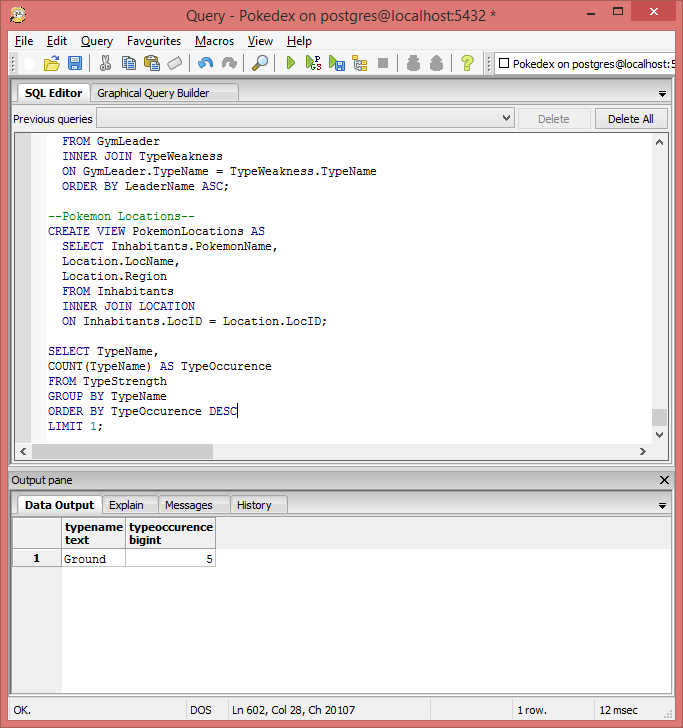 Query - Pokedex on postgres@localhost:5432 *
File Edit Query Favourites Macros View Help
Pokedex on postgres@localhost:5
SQL Editor Graphical Query Builder
Previous queries Delete Delete All
FROM GymLeader
INNER JOIN TypeWeakness
ON GymLeader.TypeName = TypeWeakness.TypeName
ORDER BY LeaderName ASC;
--Pokemon Locations--
CREATE VIEW PokemonLocations AS
SELECT Inhabitants.PokemonName,
Location.LocName,
Location.Region
FROM Inhabitants
INNER JOIN LOCATION
ON Inhabitants.LocID = Location.LocID;
SELECT TypeName,
COUNT(TypeName) AS TypeOccurence
FROM TypeStrength
GROUP BY TypeName
ORDER BY TypeOccurence DESC
LIMIT 1;
Output pane
Data Output Explain Messages History
typename typeoccurence
text bigint
1 Ground 5
OK. DOS Ln 602, Col 28, Ch 20107 1 row. 12 msec